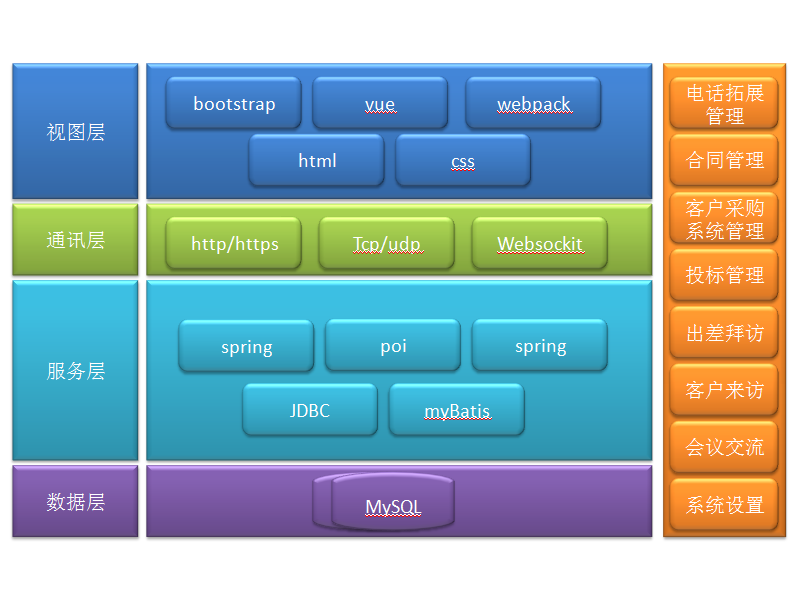 视图层
bootstrap
vue
webpack
html
css
通讯层
http/https
Tcp/udp
Websockit
服务层
spring
poi
spring
JDBC
myBatis
数据层
MySQL
电话拓展
管理
合同管理
客户采购
系统管理
投标管理
出差拜访
客户来访
会议交流
系统设置